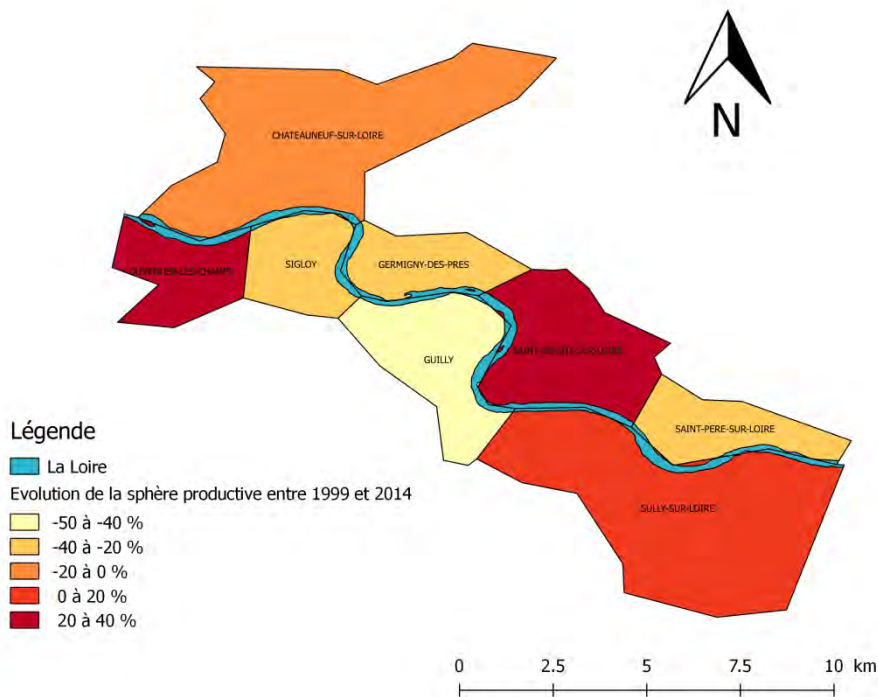 N
CHATEAUNEUF-SUR-LOIRE
SIGLOY
GERMIGNY-DES-PRES
GUILLY
SAINT-PERE-SUR-LOIRE
SULLY-SUR-LOIRE
Légende
La Loire
Evolution de la sphère productive entre 1999 et 2014
-50 à -40 %
-40 à -20 %
-20 à 0 %
0 à 20 %
20 à 40 %
0 2.5 5 7.5 10 km